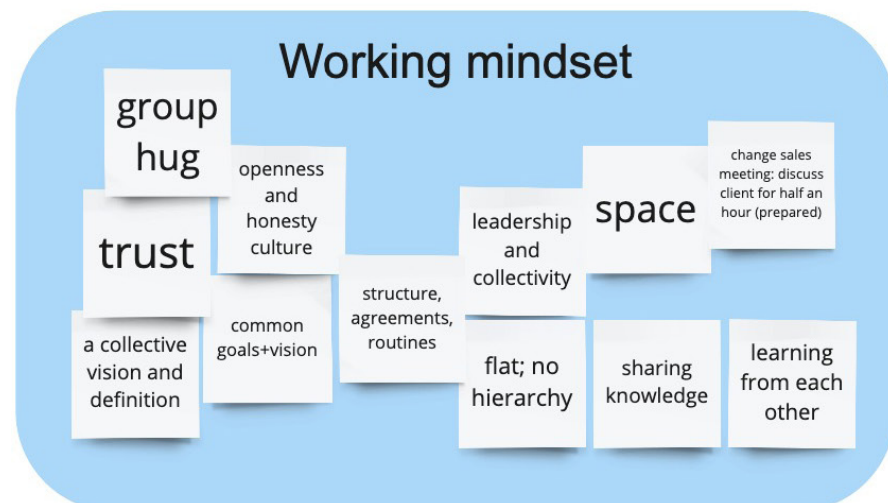 Working mindset
group
hug
openness
and
honesty
culture
trust
a collective
vision and
definition
common
goals+vision
structure,
agreements,
routines
leadership
and
collectivity
space
change sales
meeting: discuss
client for half an
hour (prepared)
flat; no
hierarchy
sharing
knowledge
learning
from each
other